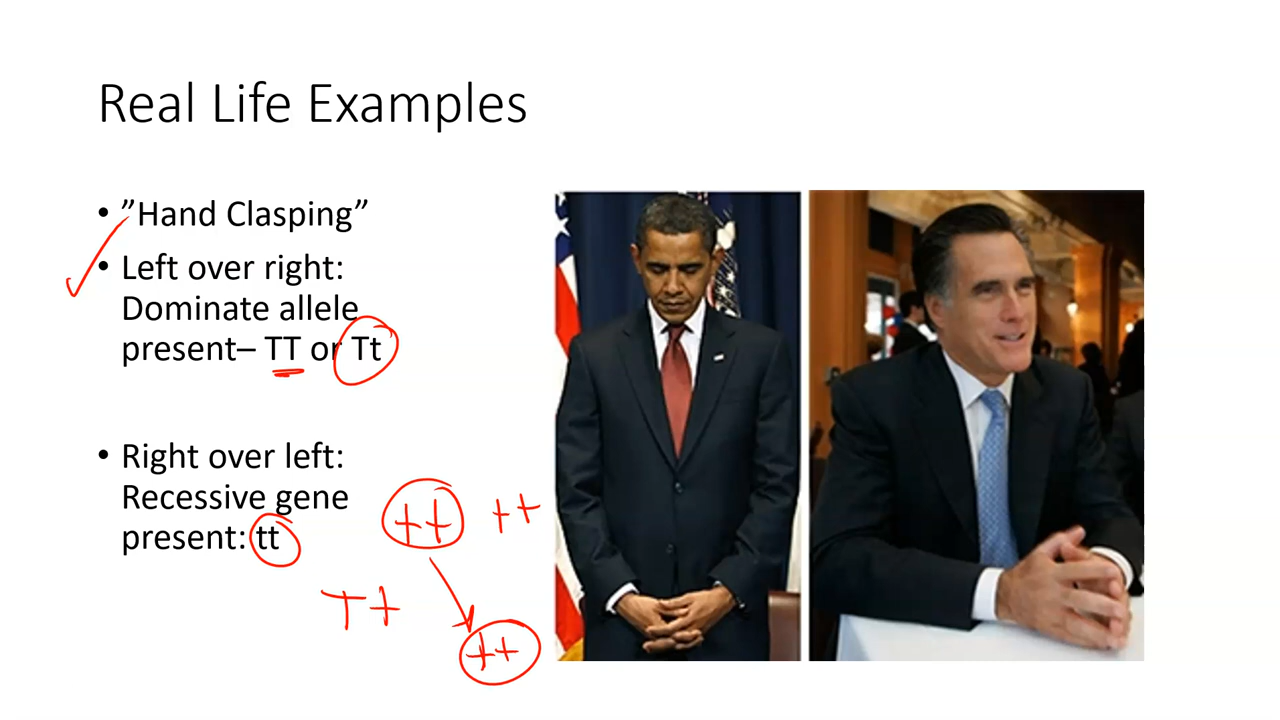 Real Life Examples
• ”Hand Clasping”
• Left over right:
Dominate allele
present– TT or Tt
• Right over left:
Recessive gene
present: tt
tt tt
Tt
tt